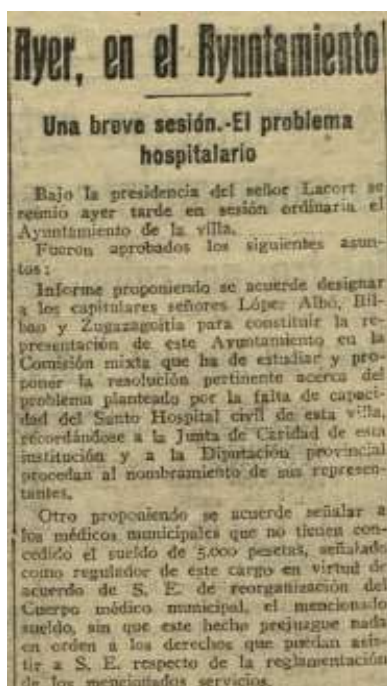 Ayer, en el Ayuntamiento
Una breve sesión.-El problema
hospitalario
Bajo la presidencia del señor Lacort se
reunió ayer tarde en sesión ordinaria el
Ayuntamiento de la villa.
Fueron aprobados los siguientes asun-
tos:
Informe proponiendo se acuerde designar
a los capitulares señores López Albo, Bil-
bao y Zugazagoitia para constituir la re-
presentación de este Ayuntamiento en la
Comisión mixta que ha de estudiar y pro-
poner la resolución pertinente acerca del
problema planteado por la falta de capaci-
dad del Santo Hospital civil de esta villa,
recordándose a la Junta de Caridad de esta
institución y a la Diputación provincial
procedan al nombramiento de sus represen-
tantes.
Otro proponiendo se acuerde señalar a
los médicos municipales que no tienen con-
cedido el sueldo de 5.000 pesetas, señalado
como regulador de este cargo en virtud de
acuerdo de S. E. de reorganización del
Cuerpo médico municipal, el mencionado
sueldo, sin que este hecho prejuzgue nada
en orden a los derechos que puedan asis-
tir a S. E. respecto de la reglamentación
de los mencionados servicios.